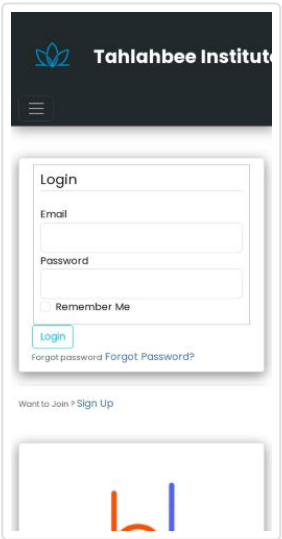 Tahlahbee Institute
Login
Email
Password
Remember Me
Login
Forgot password Forgot Password?
Want to Join ? Sign Up